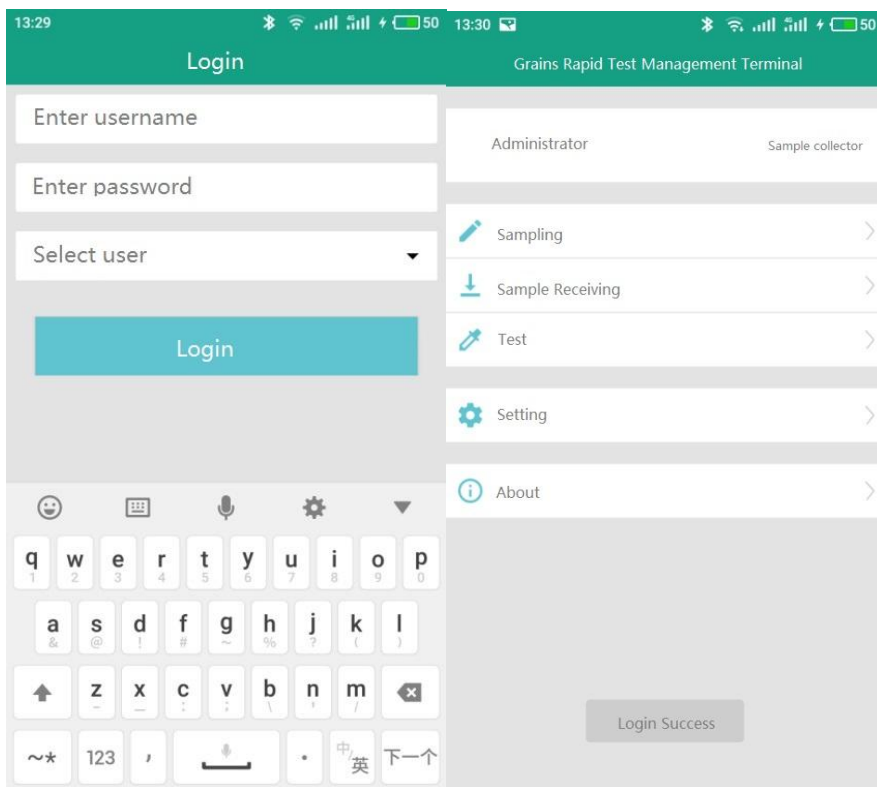 13:29
50
Login
Enter username
Enter password
Select user
Login
q w e r t y u i o p
1 2 3 4 5 6 7 8 9 0
a s d f g h j k l
& @ ! # ~ % ? ( )
z x c v b n m
- _ : ; \ ' /
~* 123 , . 中/英 下一个
13:30
50
Grains Rapid Test Management Terminal
Administrator
Sample collector
Sampling
Sample Receiving
Test
Setting
About
Login Success